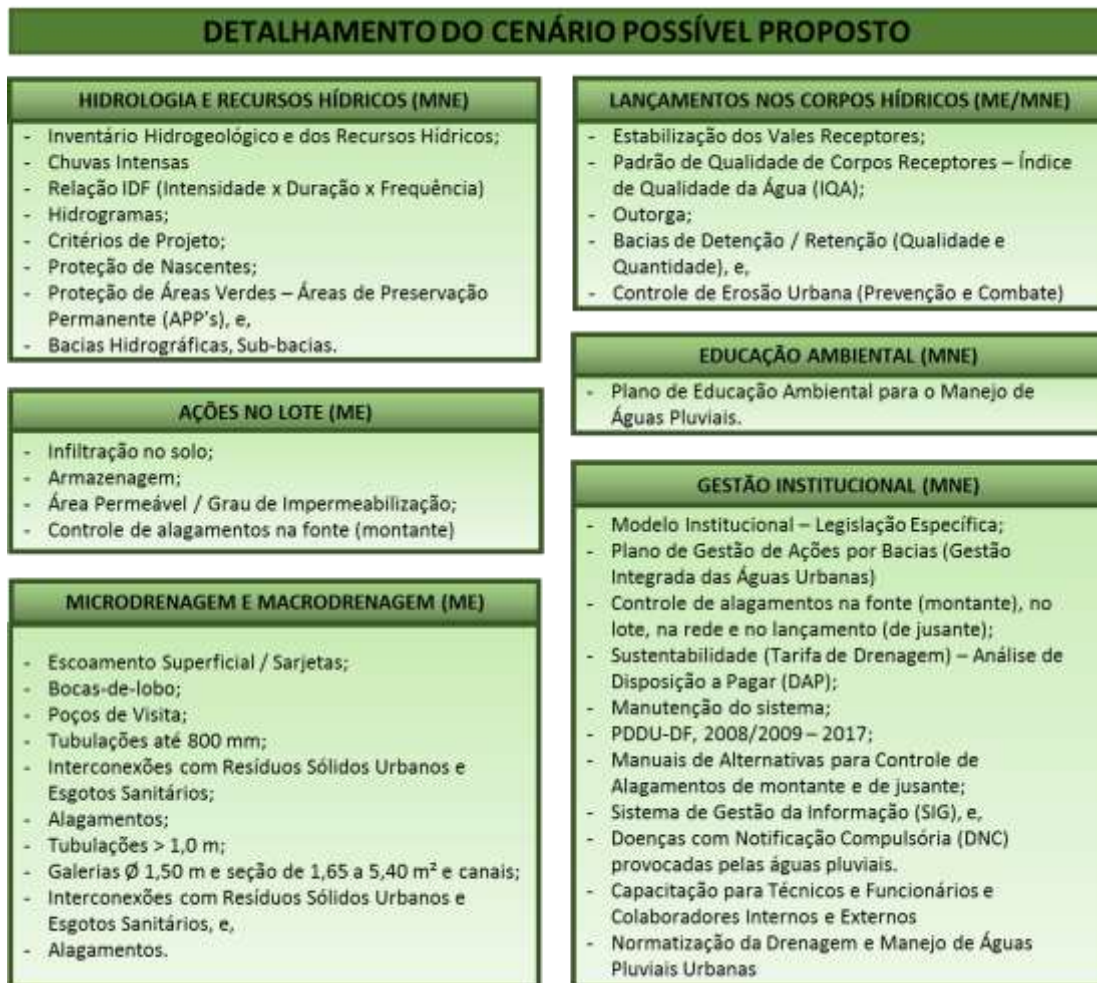 DETALHAMENTO DO CENÁRIO POSSÍVEL PROPOSTO
HIDROLOGIA E RECURSOS HÍDRICOS (MNE)
- Inventário Hidrogeológico e dos Recursos Hídricos;
- Chuvas Intensas
- Relação IDF (Intensidade x Duração x Frequência)
- Hidrogramas;
- Critérios de Projeto;
- Proteção de Nascentes;
- Proteção de Áreas Verdes – Áreas de Preservação
Permanente (APP's), e,
- Bacias Hidrográficas, Sub-bacias.
AÇÕES NO LOTE (ME)
- Infiltração no solo;
- Armazenagem;
- Área Permeável / Grau de Impermeabilização;
- Controle de alagamentos na fonte (montante)
MICRODRENAGEM E MACRODRENAGEM (ME)
- Escoamento Superficial / Sarjetas;
- Bocas-de-lobo;
- Poços de Visita;
- Tubulações até 800 mm;
- Interconexões com Resíduos Sólidos Urbanos e
Esgotos Sanitários;
- Alagamentos;
- Tubulações > 1,0 m;
- Galerias Ø 1,50 m e seção de 1,65 a 5,40 m² e canais;
- Interconexões com Resíduos Sólidos Urbanos e
Esgotos Sanitários, e,
- Alagamentos.
LANÇAMENTOS NOS CORPOS HÍDRICOS (ME/MNE)
- Estabilização dos Vales Receptores;
- Padrão de Qualidade de Corpos Receptores – Índice
de Qualidade da Água (IQA);
- Outorga;
- Bacias de Detenção / Retenção (Qualidade e
Quantidade), e,
- Controle de Erosão Urbana (Prevenção e Combate)
EDUCAÇÃO AMBIENTAL (MNE)
- Plano de Educação Ambiental para o Manejo de
Águas Pluviais.
GESTÃO INSTITUCIONAL (MNE)
- Modelo Institucional – Legislação Específica;
- Plano de Gestão de Ações por Bacias (Gestão
Integrada das Águas Urbanas)
- Controle de alagamentos na fonte (montante), no
lote, na rede e no lançamento (de jusante);
- Sustentabilidade (Tarifa de Drenagem) – Análise de
Disposição a Pagar (DAP);
- Manutenção do sistema;
- PDDU-DF, 2008/2009 – 2017;
- Manuais de Alternativas para Controle de
Alagamentos de montante e de jusante;
- Sistema de Gestão da Informação (SIG), e,
- Doenças com Notificação Compulsória (DNC)
provocadas pelas águas pluviais.
- Capacitação para Técnicos e Funcionários e
Colaboradores Internos e Externos
- Normatização da Drenagem e Manejo de Águas
Pluviais Urbanas